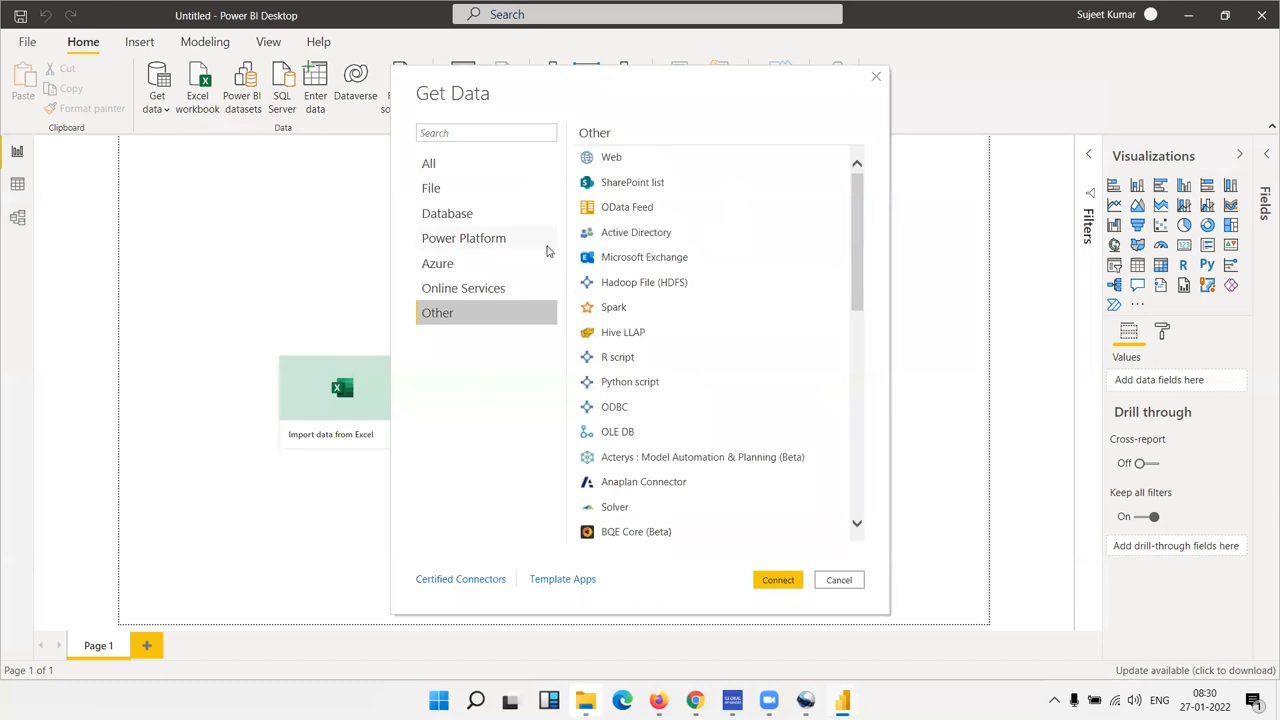 Untitled - Power BI Desktop
Search
Sujeet Kumar
File Home Insert Modeling View Help
Paste
Cut
Copy
Format painter
Clipboard
Get data
Excel workbook
Power BI datasets
SQL Server
Enter data
Dataverse
Data
Get Data
Search
All
File
Database
Power Platform
Azure
Online Services
Other
Other
Web
SharePoint list
OData Feed
Active Directory
Microsoft Exchange
Hadoop File (HDFS)
Spark
Hive LLAP
R script
Python script
ODBC
OLE DB
Acterys : Model Automation & Planning (Beta)
Anaplan Connector
Solver
BQE Core (Beta)
Certified Connectors
Template Apps
Connect
Cancel
Import data from Excel
Filters
Visualizations
Fields
Values
Add data fields here
Drill through
Cross-report
Off
Keep all filters
On
Add drill-through fields here
Page 1
Page 1 of 1
Update available (click to download)
ENG
08:30
27-01-2022